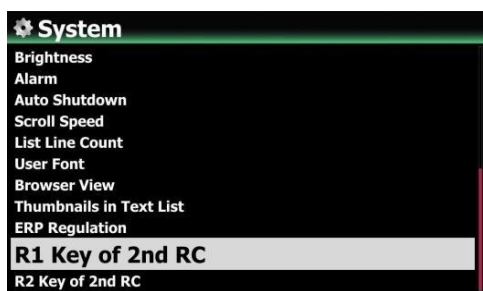 System
Brightness
Alarm
Auto Shutdown
Scroll Speed
List Line Count
User Font
Browser View
Thumbnails in Text List
ERP Regulation
R1 Key of 2nd RC
R2 Key of 2nd RC